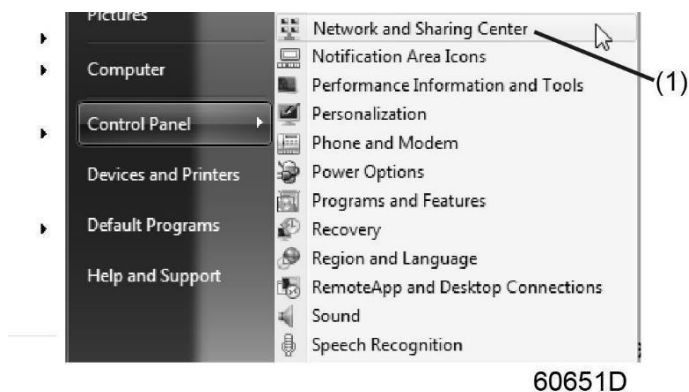 Pictures
Computer
Control Panel
Devices and Printers
Default Programs
Help and Support
Network and Sharing Center
Notification Area Icons
Performance Information and Tools
Personalization
Phone and Modem
Power Options
Programs and Features
Recovery
Region and Language
RemoteApp and Desktop Connections
Sound
Speech Recognition
(1)
60651D